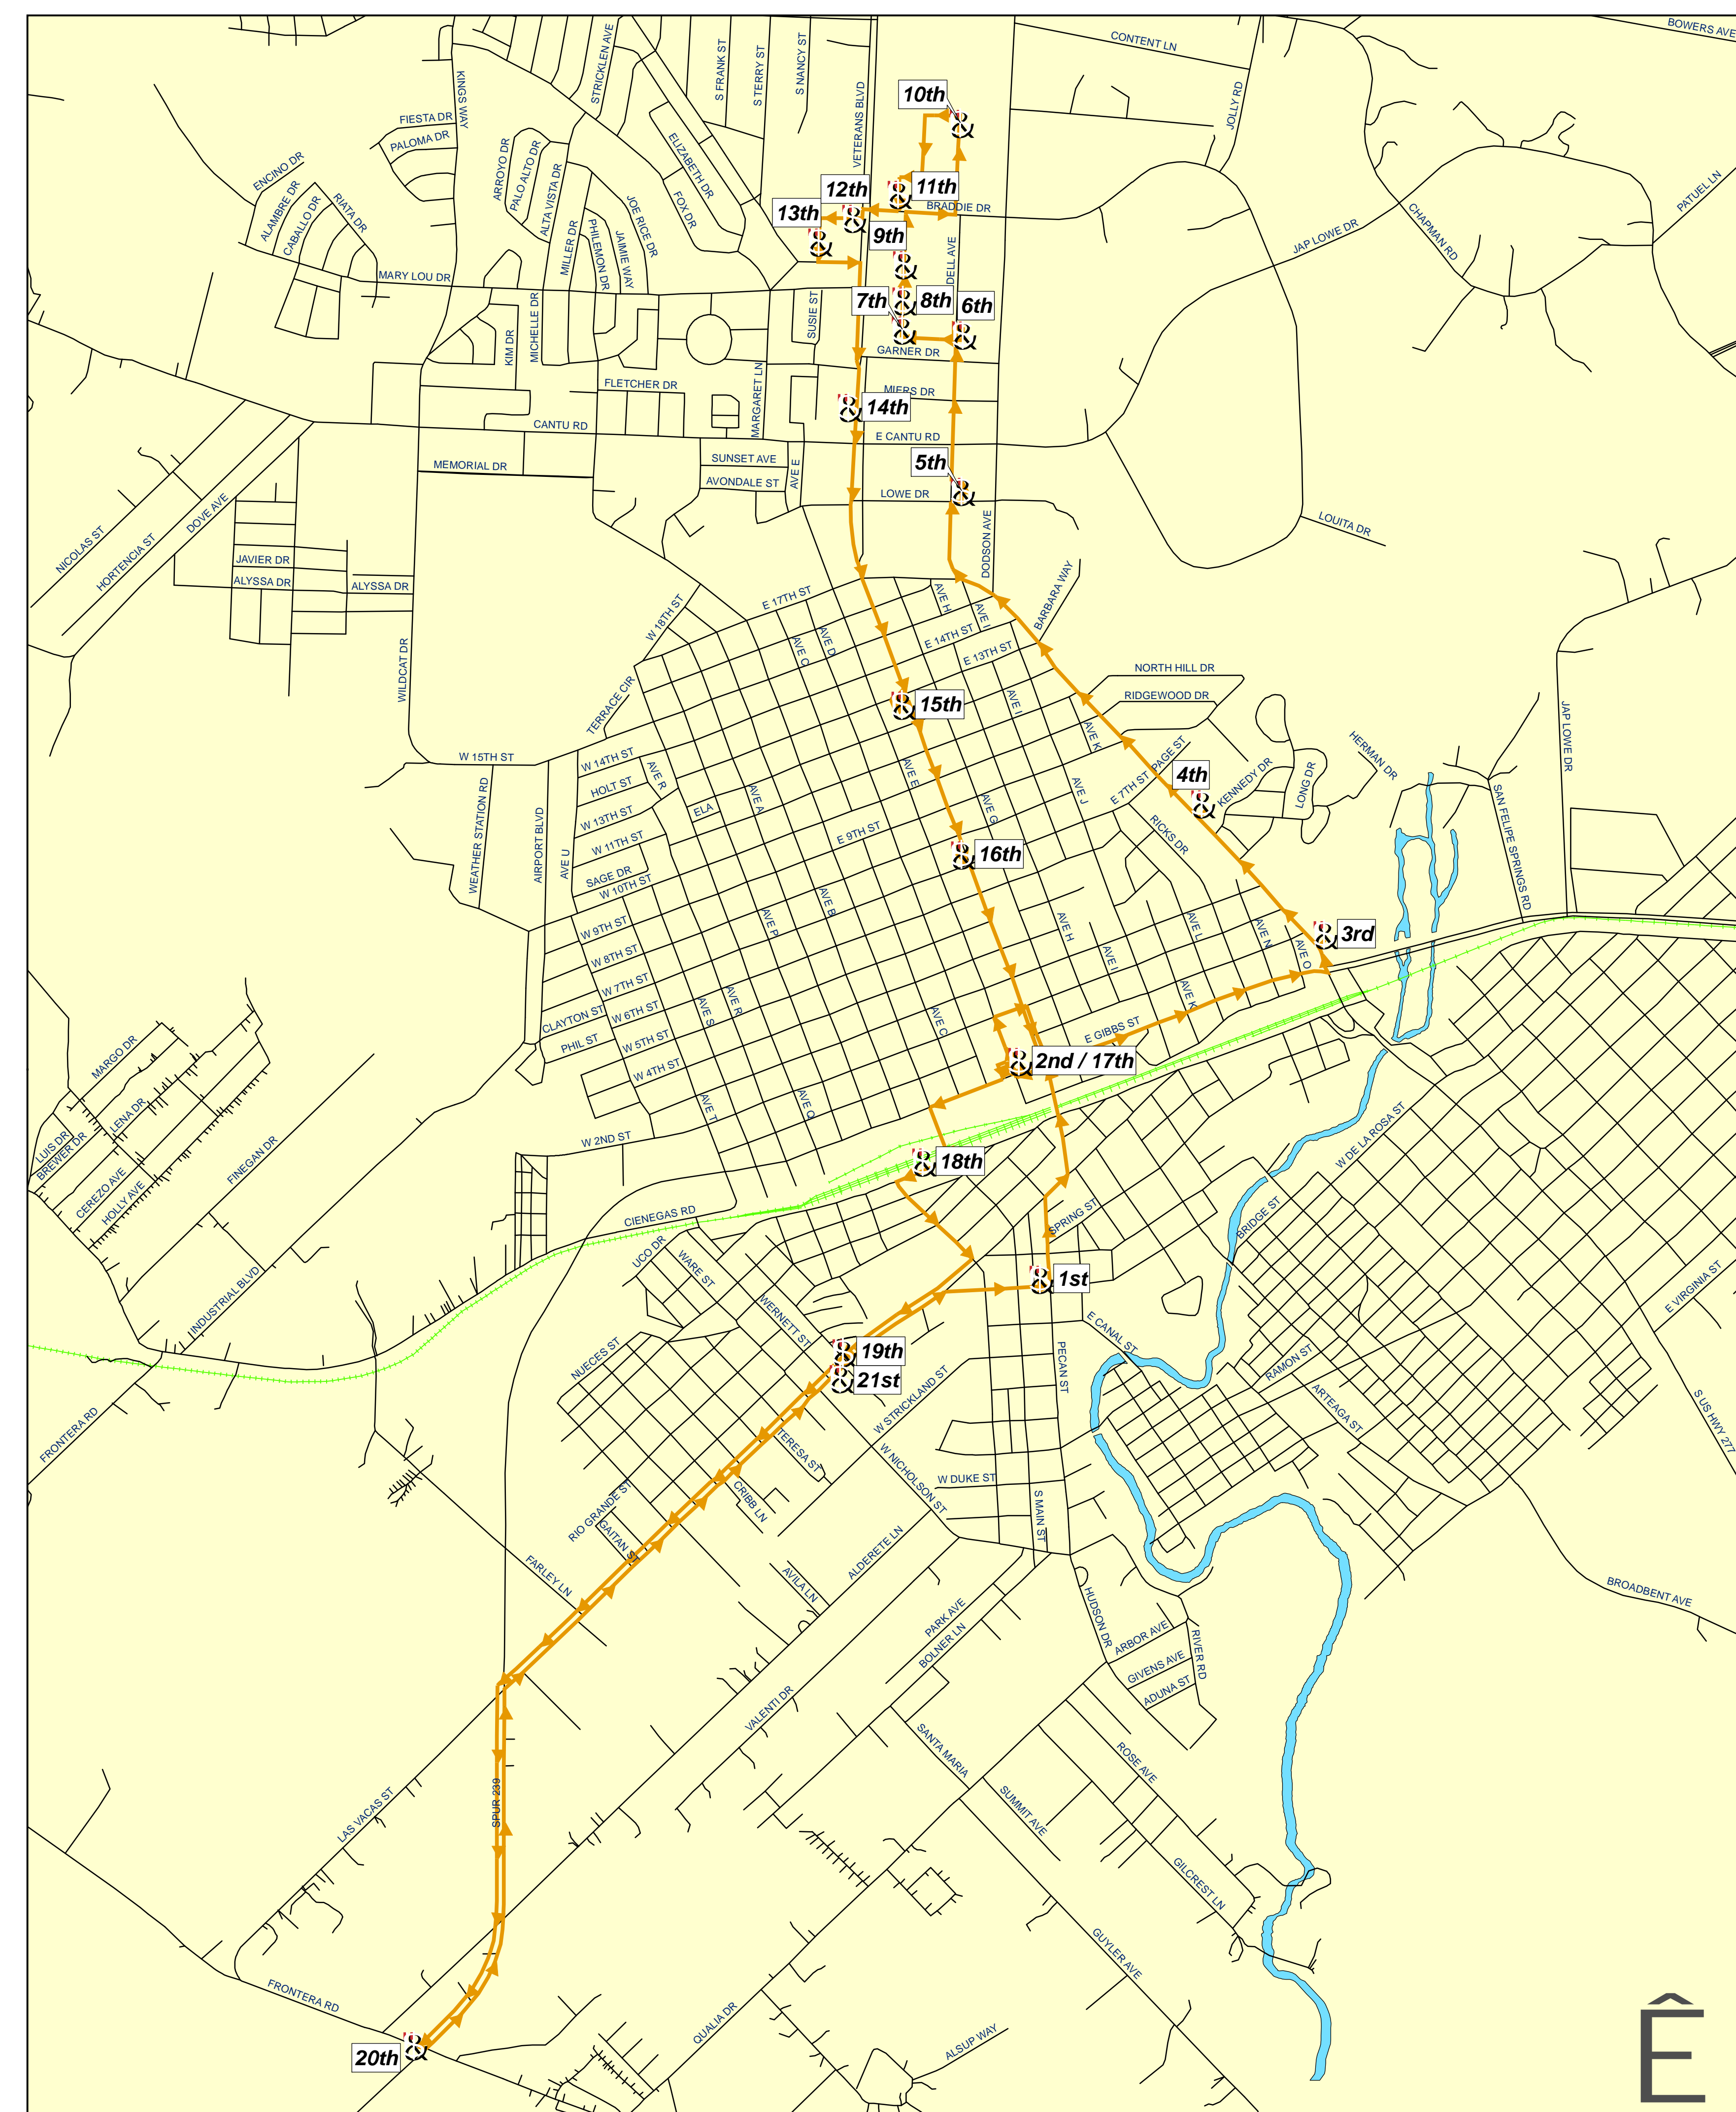 BOWERS AVE
CONTENT LN
STRICKLEN AVE
S FRANK ST
S TERRY ST
S NANCY ST
KINGS WAY
VETERANS BLVD
JOLLY RD
10th
FIESTA DR
PALOMA DR
ENCINO DR
ARROYO DR
PALO ALTO DR
ELIZABETH DR
ALAMBRE DR
CABALLO DR
RIATA DR
ALTA VISTA DR
JOE RICE DR
FOX DR
12th
11th
13th
BRADDIE DR
9th
PATUEL LN
CHAPMAN RD
JAP LOWE DR
MILLER DR
PHILEMON DR
JAIMIE WAY
DELL AVE
MARY LOU DR
7th
8th
6th
SUSIE ST
KIM DR
MICHELLE DR
GARNER DR
FLETCHER DR
MARGARET LN
MIERS DR
14th
CANTU RD
E CANTU RD
MEMORIAL DR
SUNSET AVE
AVONDALE ST
AVE E
5th
LOWE DR
NICOLAS ST
HORTENCIA ST
DOVE AVE
LOUITA DR
DODSON AVE
JAVIER DR
ALYSSA DR
ALYSSA DR
BARBARA WAY
E 17TH ST
W 18TH ST
AVE H
AVE I
AVE C
AVE D
E 14TH ST
E 13TH ST
WILDCAT DR
TERRACE CIR
NORTH HILL DR
RIDGEWOOD DR
15th
AVE I
AVE K
JAP LOWE DR
W 15TH ST
W 14TH ST
HOLT ST
AVE R
W 13TH ST
ELA
AVE A
AVE E
AVE G
AVE J
E 7TH ST
PAGE ST
4th
KENNEDY DR
LONG DR
HERMAN DR
SAN FELIPE SPRINGS RD
WEATHER STATION RD
AIRPORT BLVD
AVE U
W 11TH ST
SAGE DR
W 10TH ST
E 9TH ST
RICKS DR
16th
W 9TH ST
W 8TH ST
W 7TH ST
AVE P
AVE B
AVE H
AVE I
AVE L
AVE N
AVE O
3rd
CLAYTON ST
PHIL ST
W 6TH ST
W 5TH ST
W 4TH ST
AVE S
AVE R
AVE C
AVE K
E GIBBS ST
2nd / 17th
MARGO DR
LENA DR
LUIS DR
BREWER DR
CEREZO AVE
HOLLY AVE
FINEGAN DR
AVE T
AVE Q
W 2ND ST
18th
W DE LA ROSA ST
CIENEGAS RD
SPRING ST
BRIDGE ST
UCO DR
WARE ST
1st
INDUSTRIAL BLVD
WERNETT ST
E CANAL ST
E VIRGINIA ST
NUECES ST
19th
21st
PECAN ST
RAMON ST
ARTEAGA ST
W STRICKLAND ST
S US HWY 277
FRONTERA RD
TERESA ST
W NICHOLSON ST
W DUKE ST
CRIBB LN
RIO GRANDE ST
GAITAN ST
S MAIN ST
FARLEY LN
ALDERETE LN
AVILA LN
BROADBENT AVE
PARK AVE
BOLNER LN
HUDSON DR
ARBOR AVE
RIVER RD
GIVENS AVE
ADUNA ST
VALENTI DR
SANTA MARIA
ROSE AVE
SUMMIT AVE
SPUR 239
LAS VACAS ST
GILCREST LN
GUYLER AVE
FRONTERA RD
QUALIA DR
ALSUP WAY
20th
Ê